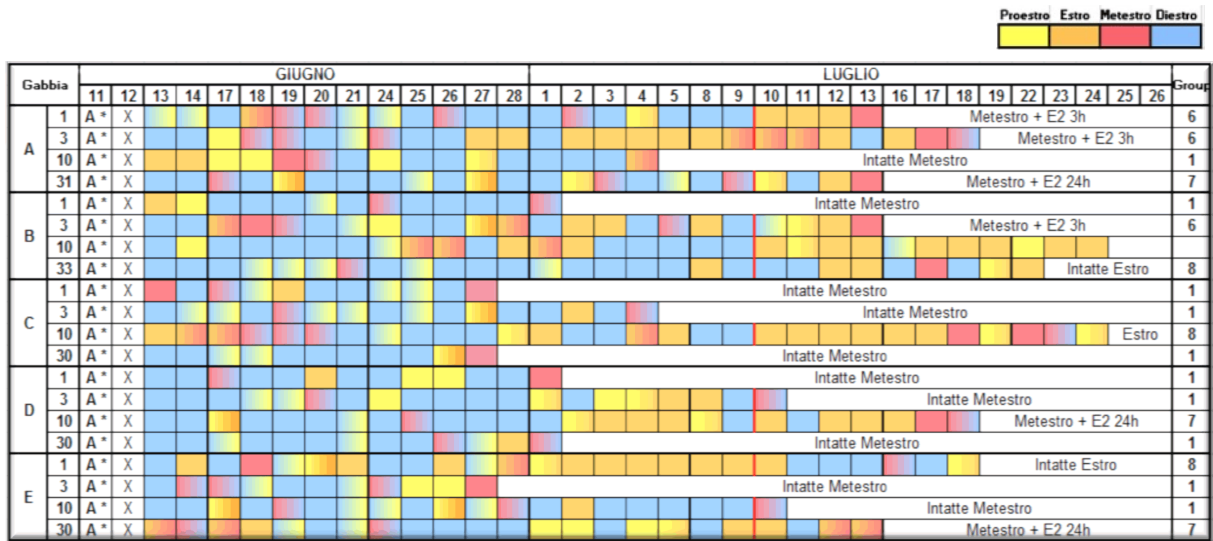 Proestro Estro Metestro Diestro
Gabbia GIUGNO LUGLIO Group
11 12 13 14 17 18 19 20 21 24 25 26 27 28 1 2 3 4 5 8 9 10 11 12 13 16 17 18 19 22 23 24 25 26
A 1 A * X Metestro + E2 3h 6
3 A * X Metestro + E2 3h 6
10 A * X Intatte Metestro 1
31 A * X Metestro + E2 24h 7
B 1 A * X Intatte Metestro 1
3 A * X Metestro + E2 3h 6
10 A * X
33 A * X Intatte Estro 8
C 1 A * X Intatte Metestro 1
3 A * X Intatte Metestro 1
10 A * X Estro 8
30 A * X Intatte Metestro 1
D 1 A * X Intatte Metestro 1
3 A * X Intatte Metestro 1
10 A * X Metestro + E2 24h 7
30 A * X Intatte Metestro 1
E 1 A * X Intatte Estro 8
3 A * X Intatte Metestro 1
10 A * X Intatte Metestro 1
30 A * X Metestro + E2 24h 7